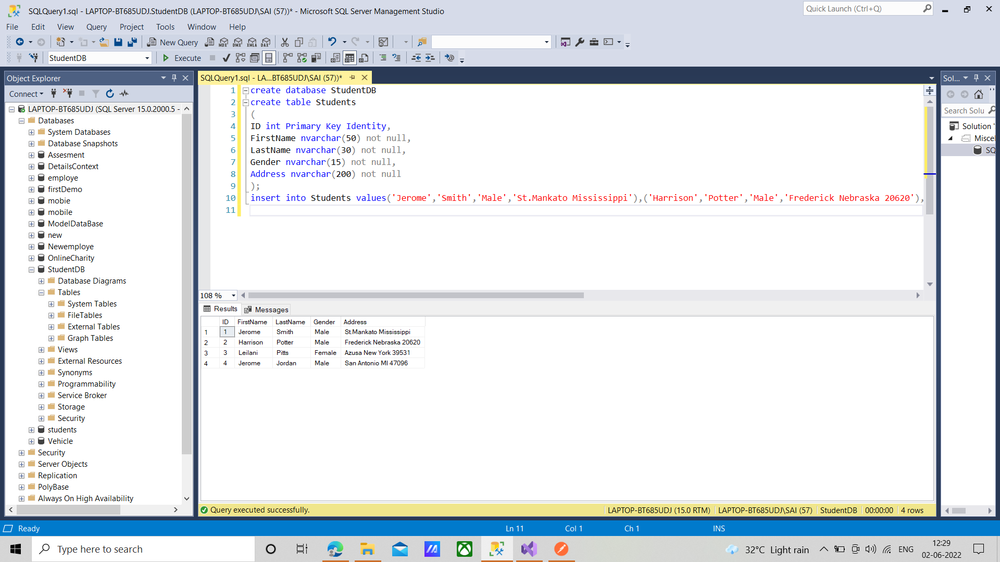 SQLQuery1.sql - LAPTOP-BT685UDJ.StudentDB (LAPTOP-BT685UDJ\SAI (57))* - Microsoft SQL Server Management Studio
Quick Launch (Ctrl+Q)
File Edit View Query Project Tools Window Help
New Query MDX DMX XMLA DAX
StudentDB Execute
Object Explorer
Connect
LAPTOP-BT685UDJ (SQL Server 15.0.2000.5 -
Databases
System Databases
Database Snapshots
Assesment
DetailsContext
employe
firstDemo
mobie
mobile
ModelDataBase
new
Newemploye
OnlineCharity
StudentDB
Database Diagrams
Tables
System Tables
FileTables
External Tables
Graph Tables
Views
External Resources
Synonyms
Programmability
Service Broker
Storage
Security
students
Vehicle
Security
Server Objects
Replication
PolyBase
Always On High Availability
SQLQuery1.sql - LA...BT685UDJ\SAI (57))*
1 create database StudentDB
2 create table Students
3 (
4 ID int Primary Key Identity,
5 FirstName nvarchar(50) not null,
6 LastName nvarchar(30) not null,
7 Gender nvarchar(15) not null,
8 Address nvarchar(200) not null
9 );
10 insert into Students values('Jerome','Smith','Male','St.Mankato Mississippi'),('Harrison','Potter','Male','Frederick Nebraska 20620'),
11
108 %
Results Messages
ID FirstName LastName Gender Address
1 1 Jerome Smith Male St.Mankato Mississippi
2 2 Harrison Potter Male Frederick Nebraska 20620
3 3 Leilani Pitts Female Azusa New York 39531
4 4 Jerome Jordan Male San Antonio MI 47096
Query executed successfully. LAPTOP-BT685UDJ (15.0 RTM) LAPTOP-BT685UDJ\SAI (57) StudentDB 00:00:00 4 rows
Sol...
Search Solu
Solution '
Miscel
SQ
Ready Ln 11 Col 1 Ch 1 INS
Type here to search
32°C Light rain ENG
12:29
02-06-2022